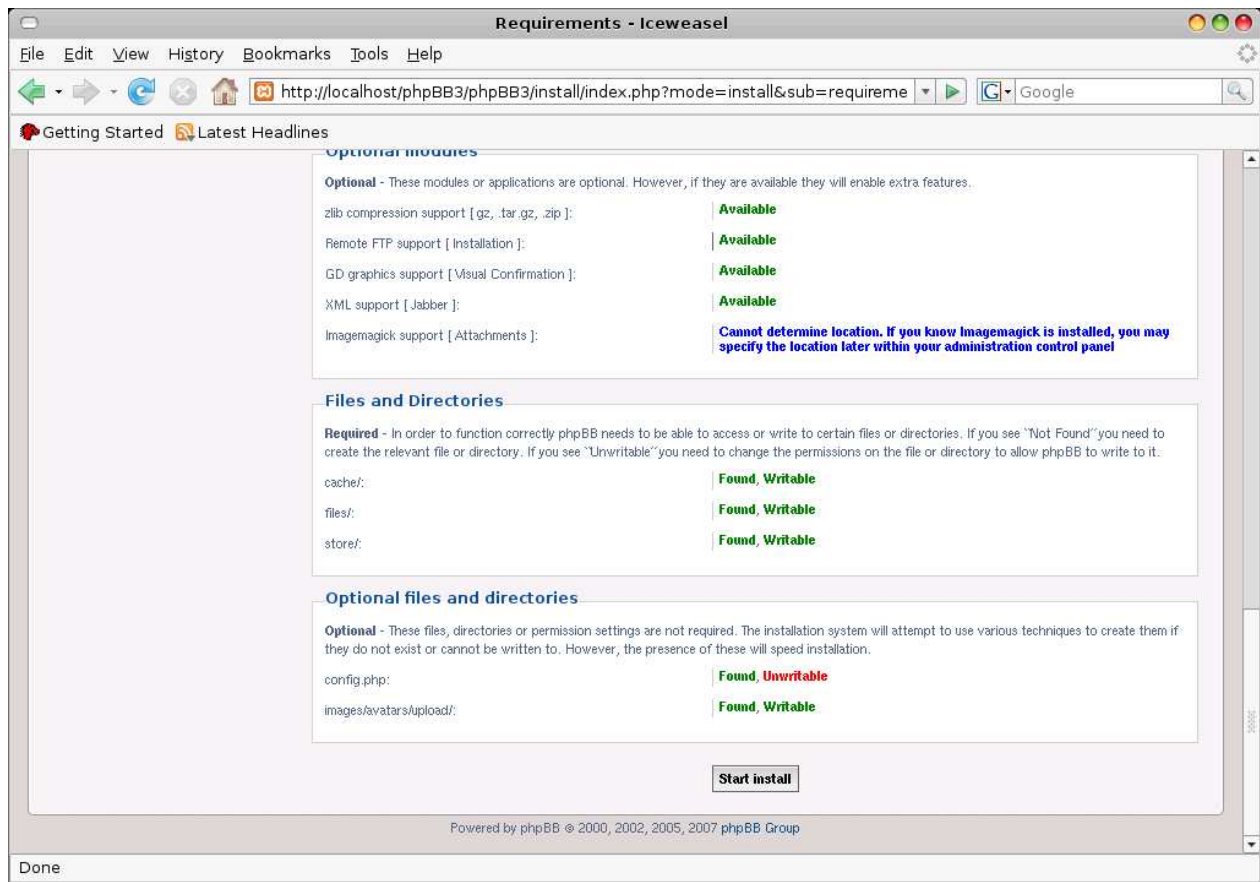 Requirements - Iceweasel
File Edit View History Bookmarks Tools Help
http://localhost/phpBB3/phpBB3/install/index.php?mode=install&sub=requireme
G Google
Getting Started Latest Headlines
Optional modules
Optional - These modules or applications are optional. However, if they are available they will enable extra features.
zlib compression support [ gz, .tar.gz, .zip ]: Available
Remote FTP support [ Installation ]: Available
GD graphics support [ Visual Confirmation ]: Available
XML support [ Jabber ]: Available
Imagemagick support [ Attachments ]: Cannot determine location. If you know Imagemagick is installed, you may
specify the location later within your administration control panel
Files and Directories
Required - In order to function correctly phpBB needs to be able to access or write to certain files or directories. If you see ``Not Found´´ you need to
create the relevant file or directory. If you see ``Unwritable´´ you need to change the permissions on the file or directory to allow phpBB to write to it.
cache/: Found, Writable
files/: Found, Writable
store/: Found, Writable
Optional files and directories
Optional - These files, directories or permission settings are not required. The installation system will attempt to use various techniques to create them if
they do not exist or cannot be written to. However, the presence of these will speed installation.
config.php: Found, Unwritable
images/avatars/upload/: Found, Writable
Start install
Powered by phpBB © 2000, 2002, 2005, 2007 phpBB Group
Done